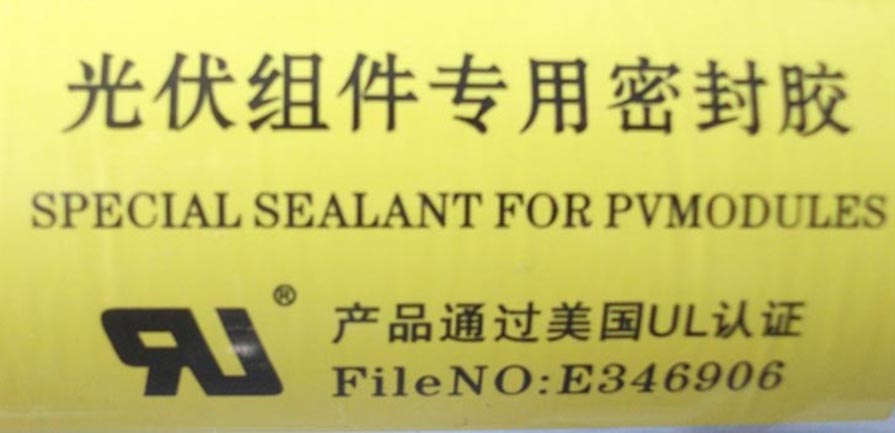 光伏组件专用密封胶
SPECIAL SEALANT FOR PVMODULES
RU® 产品通过美国UL认证
FileNO:E346906